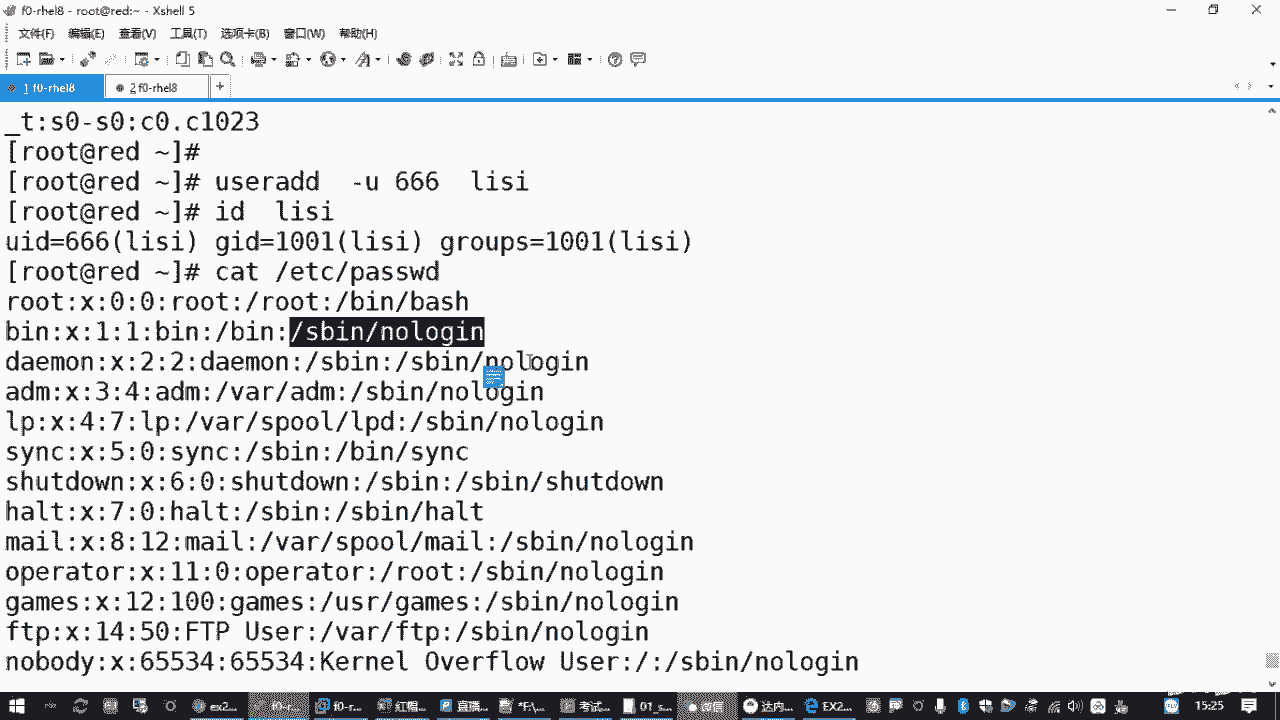 f0-rhel8 - root@red:~ - Xshell 5
文件(F) 编辑(E) 查看(V) 工具(T) 选项卡(B) 窗口(W) 帮助(H)
1 f0-rhel8 2 f0-rhel8 +
_t:s0-s0:c0.c1023
[root@red ~]#
[root@red ~]# useradd  -u 666  lisi
[root@red ~]# id  lisi
uid=666(lisi) gid=1001(lisi) groups=1001(lisi)
[root@red ~]# cat /etc/passwd
root:x:0:0:root:/root:/bin/bash
bin:x:1:1:bin:/bin:/sbin/nologin
daemon:x:2:2:daemon:/sbin:/sbin/nologin
adm:x:3:4:adm:/var/adm:/sbin/nologin
lp:x:4:7:lp:/var/spool/lpd:/sbin/nologin
sync:x:5:0:sync:/sbin:/bin/sync
shutdown:x:6:0:shutdown:/sbin:/sbin/shutdown
halt:x:7:0:halt:/sbin:/sbin/halt
mail:x:8:12:mail:/var/spool/mail:/sbin/nologin
operator:x:11:0:operator:/root:/sbin/nologin
games:x:12:100:games:/usr/games:/sbin/nologin
ftp:x:14:50:FTP User:/var/ftp:/sbin/nologin
nobody:x:65534:65534:Kernel Overflow User:/:/sbin/nologin
ex2... f0-r... f0-r... 红帽... 直播... 考试... 01_s... 微信 达内... EX2... 15:25